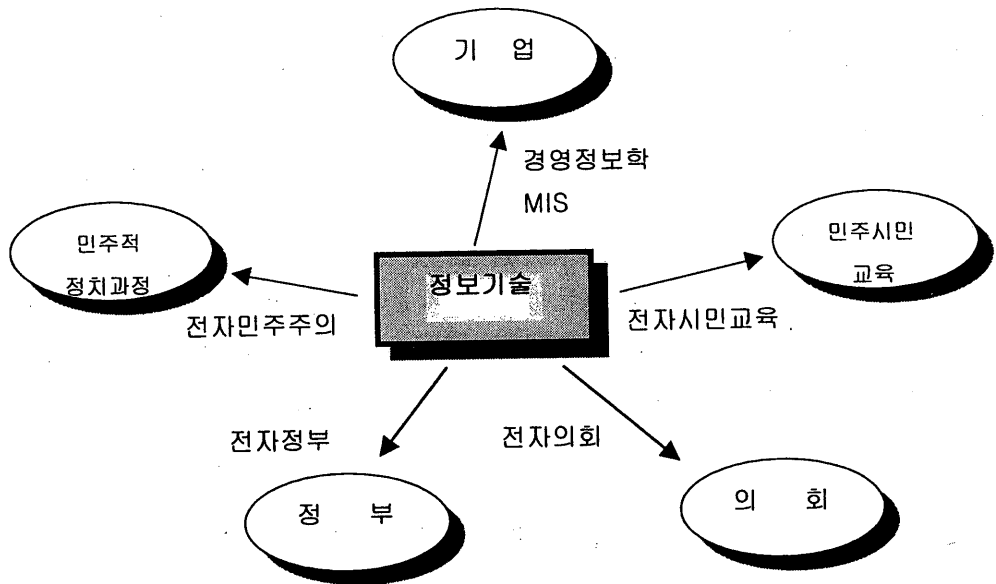 기 업
경영정보학
MIS
민주적
정치과정
민주시민
교육
정보기술
전자민주주의
전자시민교육
전자정부
전자의회
정 부
의 회